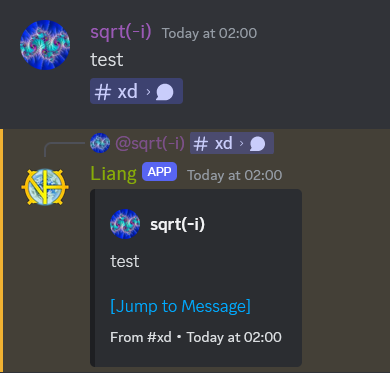 sqrt(-i) Today at 02:00
test
# xd ›
@sqrt(-i) # xd ›
Liang APP Today at 02:00
sqrt(-i)
test
[Jump to Message]
From #xd • Today at 02:00